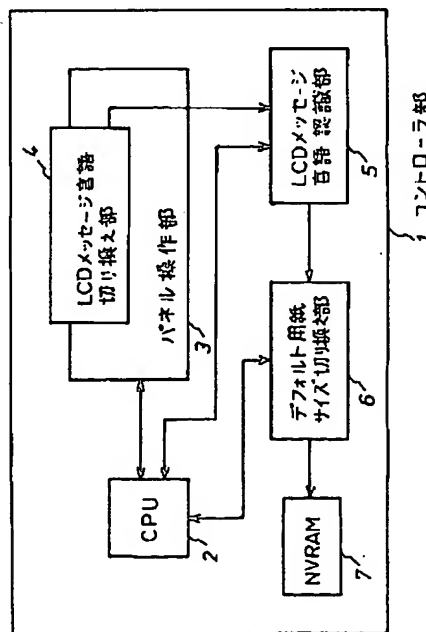 4
LCDメッセージ言語
切り換え部
パネル操作部
3
CPU
2
LCDメッセージ
言語認識部
5
デフォルト用紙
サイズ切り換え部
6
NVRAM
7
1 コントローラ部